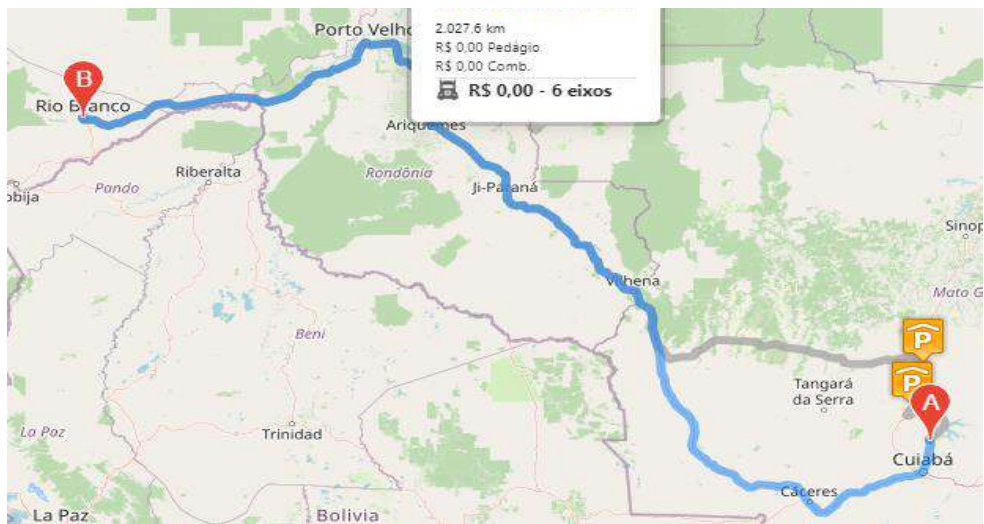 2.027,6 km
R$ 0,00 Pedágio
R$ 0,00 Comb.
R$ 0,00 - 6 eixos
Porto Velho
B
Rio Branco
Ariquemes
Riberalta
Rondônia
Pando
Ji-Paraná
obija
Sinop
Vilhena
Mato G
Beni
P
P
Tangará
da Serra
A
La Paz
Trinidad
Cuiabá
Cáceres
La Paz
Bolivia